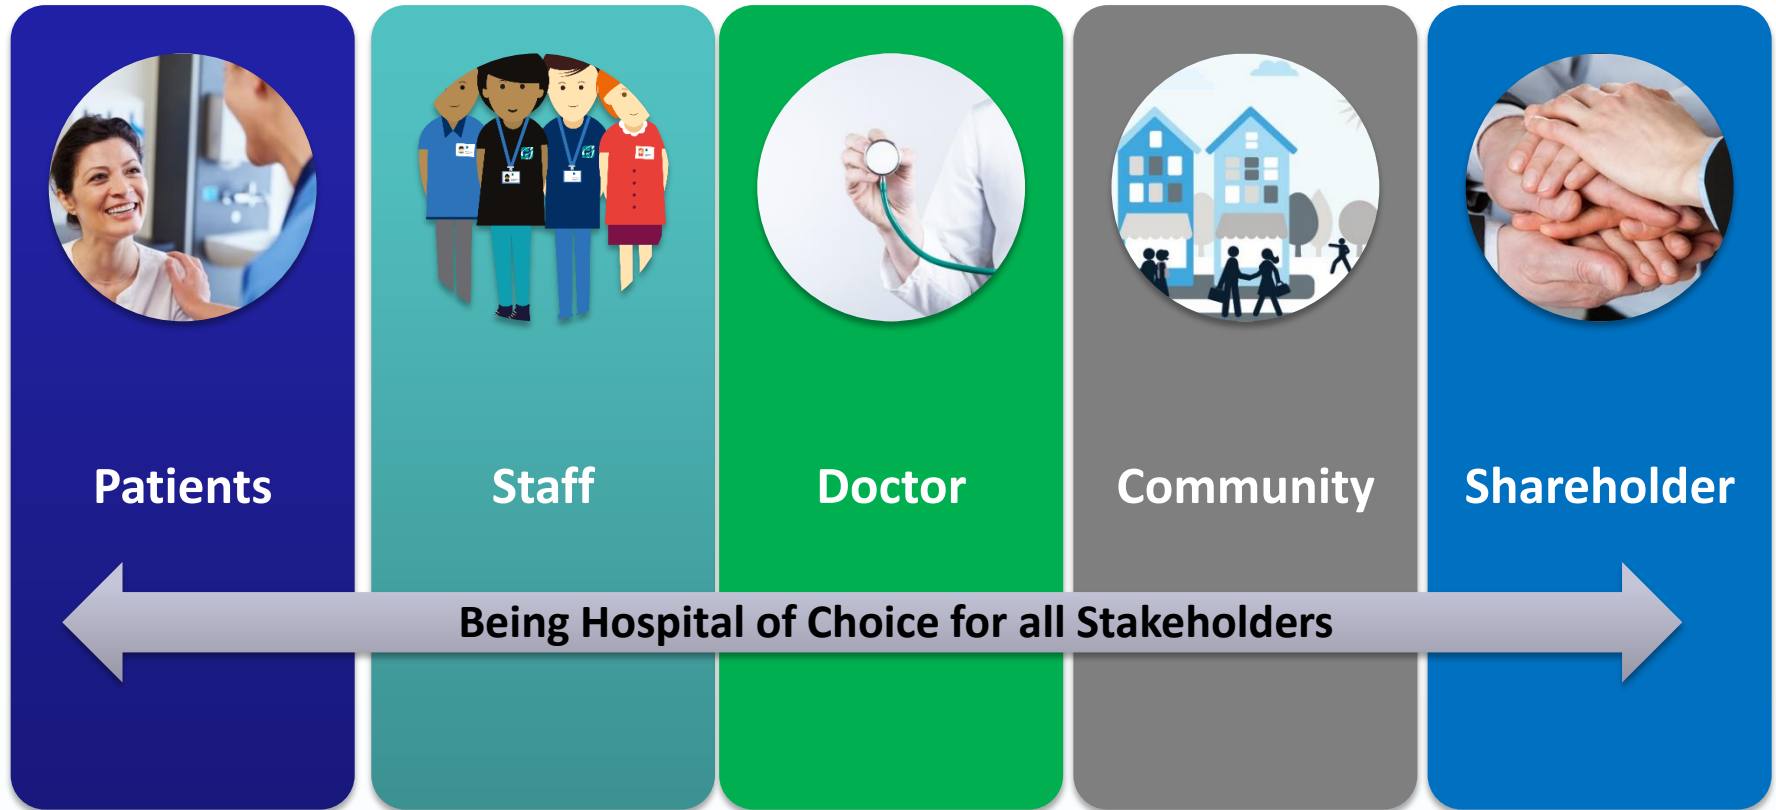 Patients
Staff
Doctor
Community
Shareholder
Being Hospital of Choice for all Stakeholders